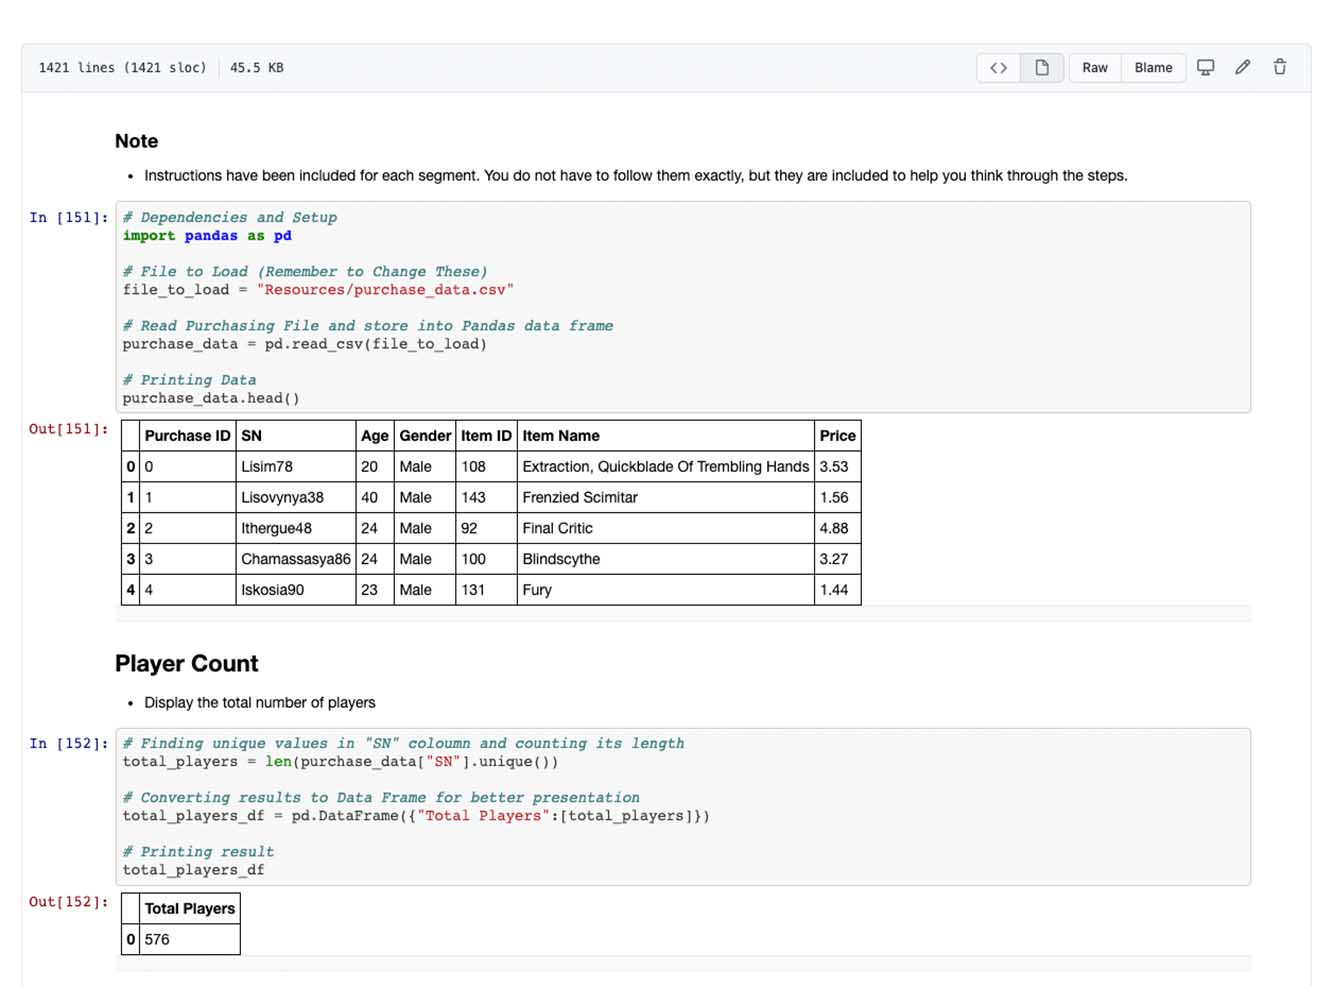 1421 lines (1421 sloc) 45.5 KB <> Raw Blame
Note
• Instructions have been included for each segment. You do not have to follow them exactly, but they are included to help you think through the steps.
In [151]: # Dependencies and Setup
import pandas as pd
# File to Load (Remember to Change These)
file_to_load = "Resources/purchase_data.csv"
# Read Purchasing File and store into Pandas data frame
purchase_data = pd.read_csv(file_to_load)
# Printing Data
purchase_data.head()
Out[151]:
Purchase ID SN Age Gender Item ID Item Name Price
0 0 Lisim78 20 Male 108 Extraction, Quickblade Of Trembling Hands 3.53
1 1 Lisovynya38 40 Male 143 Frenzied Scimitar 1.56
2 2 Ithergue48 24 Male 92 Final Critic 4.88
3 3 Chamassasya86 24 Male 100 Blindscythe 3.27
4 4 Iskosia90 23 Male 131 Fury 1.44
Player Count
• Display the total number of players
In [152]: # Finding unique values in "SN" coloumn and counting its length
total_players = len(purchase_data["SN"].unique())
# Converting results to Data Frame for better presentation
total_players_df = pd.DataFrame({"Total Players":[total_players]})
# Printing result
total_players_df
Out[152]:
Total Players
0 576